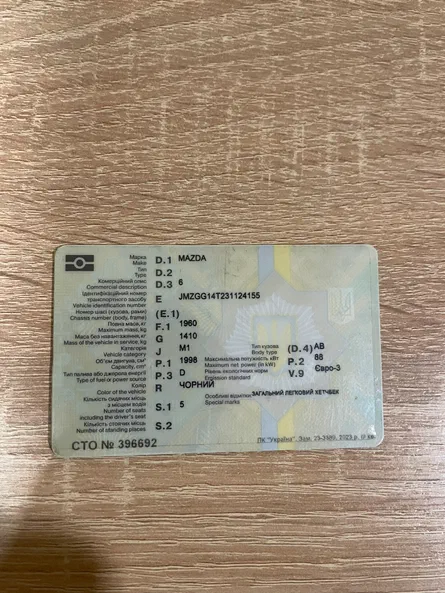 Марка
Make D.1 MAZDA
Тип
Type D.2
Комерційний опис
Commercial description D.3 6
Ідентифікаційний номер
транспортного засобу E JMZGG14T231124155
Vehicle identification number
Номер шасі (кузова, рами) (E.1)
Chassis number (body, frame)
Повна маса, кг F.1 1960
Maximum mass, kg
Маса без навантаження, кг G 1410
Mass of the vehicle in service, kg
Категорія J M1 Тип кузова (D.4) AB
Vehicle category Body type
Об'єм двигуна, см³ P.1 1998 Максимальна потужність кВт P.2 88
Capacity, cm³ Maximum net power, (in kW)
Тип палива або джерела енергії P.3 D Рівень екологічних норм V.9 Євро-3
Type of fuel or power source Emission standard
Колір R ЧОРНИЙ
Color of the vehicle Особливі відмітки ЗАГАЛЬНИЙ ЛЕГКОВИЙ ХЕТЧБЕК
Кількість сидячих місць Special marks
з місцем водія S.1 5
Number of seats
including the driver's seat
Кількість стоячих місць S.2
Number of standing places
СТО № 396692 ПК "Україна", Зам. 23-3580, 2023 р.